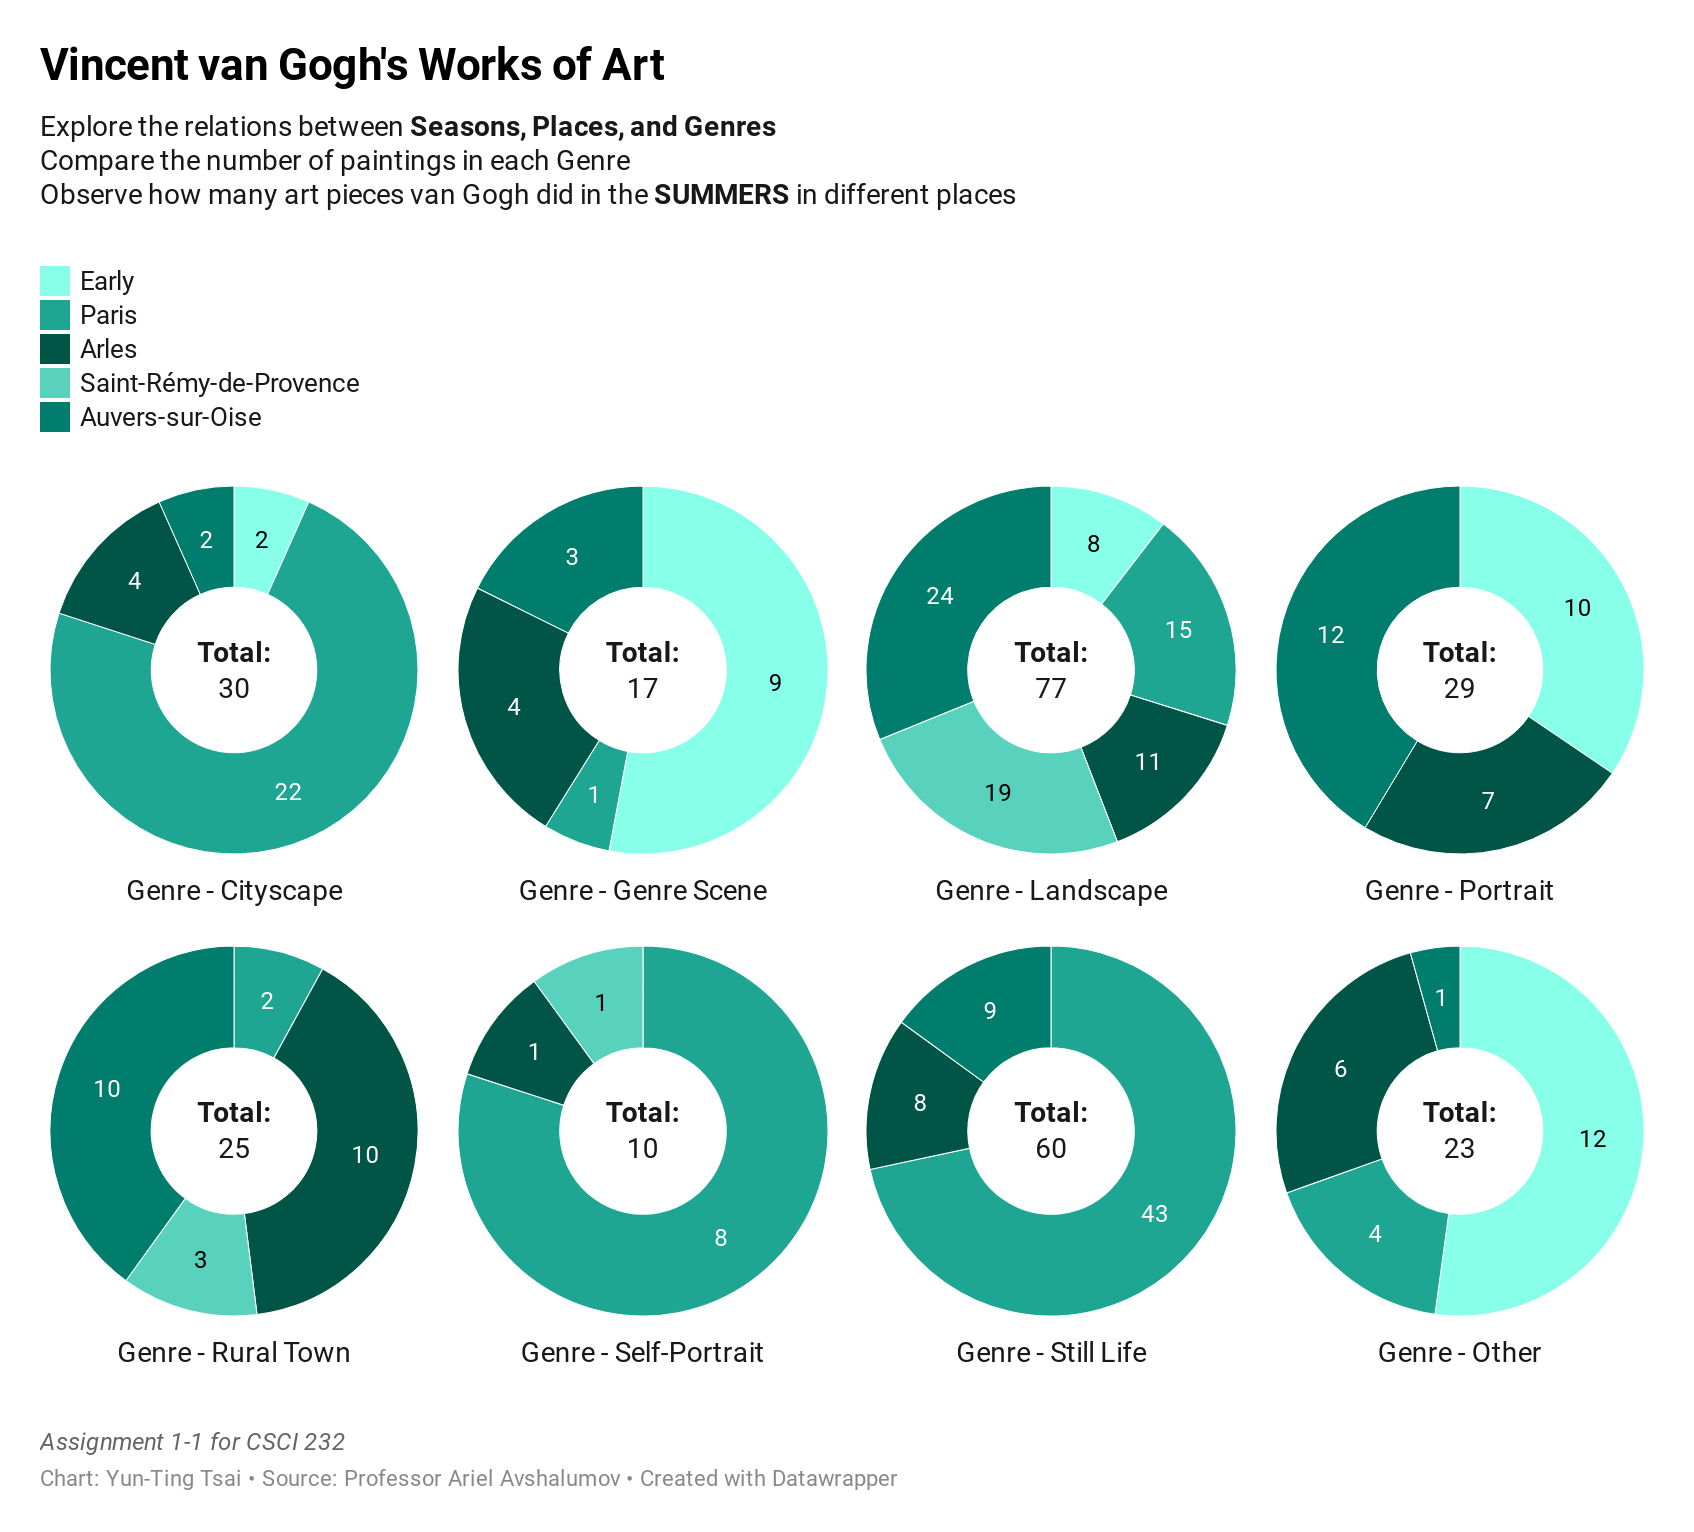 Vincent van Gogh's Works of Art
Explore the relations between Seasons, Places, and Genres
Compare the number of paintings in each Genre
Observe how many art pieces van Gogh did in the SUMMERS in different places
Early
Paris
Arles
Saint-Rémy-de-Provence
Auvers-sur-Oise
2
2
4
22
Total:
30
Genre - Cityscape
3
9
4
1
Total:
17
Genre - Genre Scene
8
24
15
11
19
Total:
77
Genre - Landscape
10
12
7
Total:
29
Genre - Portrait
2
10
10
3
Total:
25
Genre - Rural Town
1
1
8
Total:
10
Genre - Self-Portrait
9
8
43
Total:
60
Genre - Still Life
1
6
12
4
Total:
23
Genre - Other
Assignment 1-1 for CSCI 232
Chart: Yun-Ting Tsai • Source: Professor Ariel Avshalumov • Created with Datawrapper